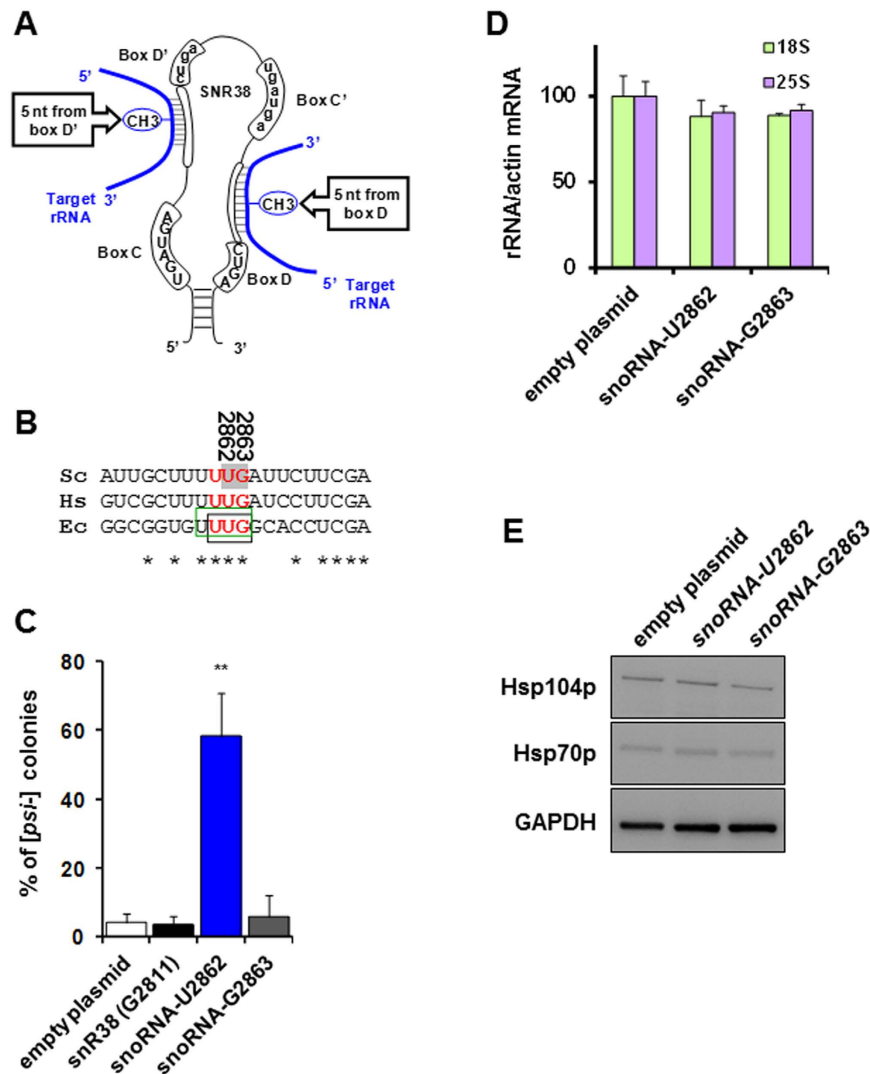 A
Box D'
a
g
u
c
5'
SNR38
u
g
a
u
g
a
Box C'
5 nt from
box D'
CH3
3'
Target
rRNA
3'
CH3
5 nt from
box D
Box C
AGUAGU
CUGA
Box D
5' Target
rRNA
5' 3'
B
2862
2863
Sc AUUGCUUUUUGAUUCUUCGA
Hs GUCGCUUUUUGAUCCUUCGA
Ec GGCGGUGUUUGGCACCUCGA
* * **** * ****
C
% of [psi-] colonies
80
60
40
20
0
**
empty plasmid
snR38 (G2811)
snoRNA-U2862
snoRNA-G2863
D
18S
25S
rRNA/actin mRNA
100
50
0
empty plasmid
snoRNA-U2862
snoRNA-G2863
E
empty plasmid
snoRNA-U2862
snoRNA-G2863
Hsp104p
Hsp70p
GAPDH